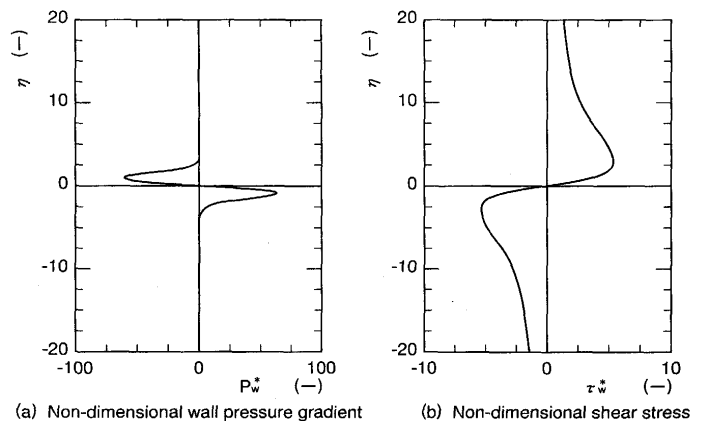 20
10
0
-10
-20
η (—)
-100 0 100
P*w (—)
(a) Non-dimensional wall pressure gradient
20
10
0
-10
-20
η (—)
-10 0 10
τ*w (—)
(b) Non-dimensional shear stress